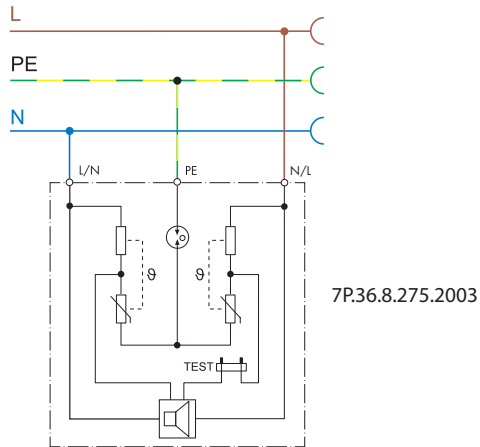 L
PE
N
L/N PE N/L
ϑ ϑ
7P.36.8.275.2003
TEST